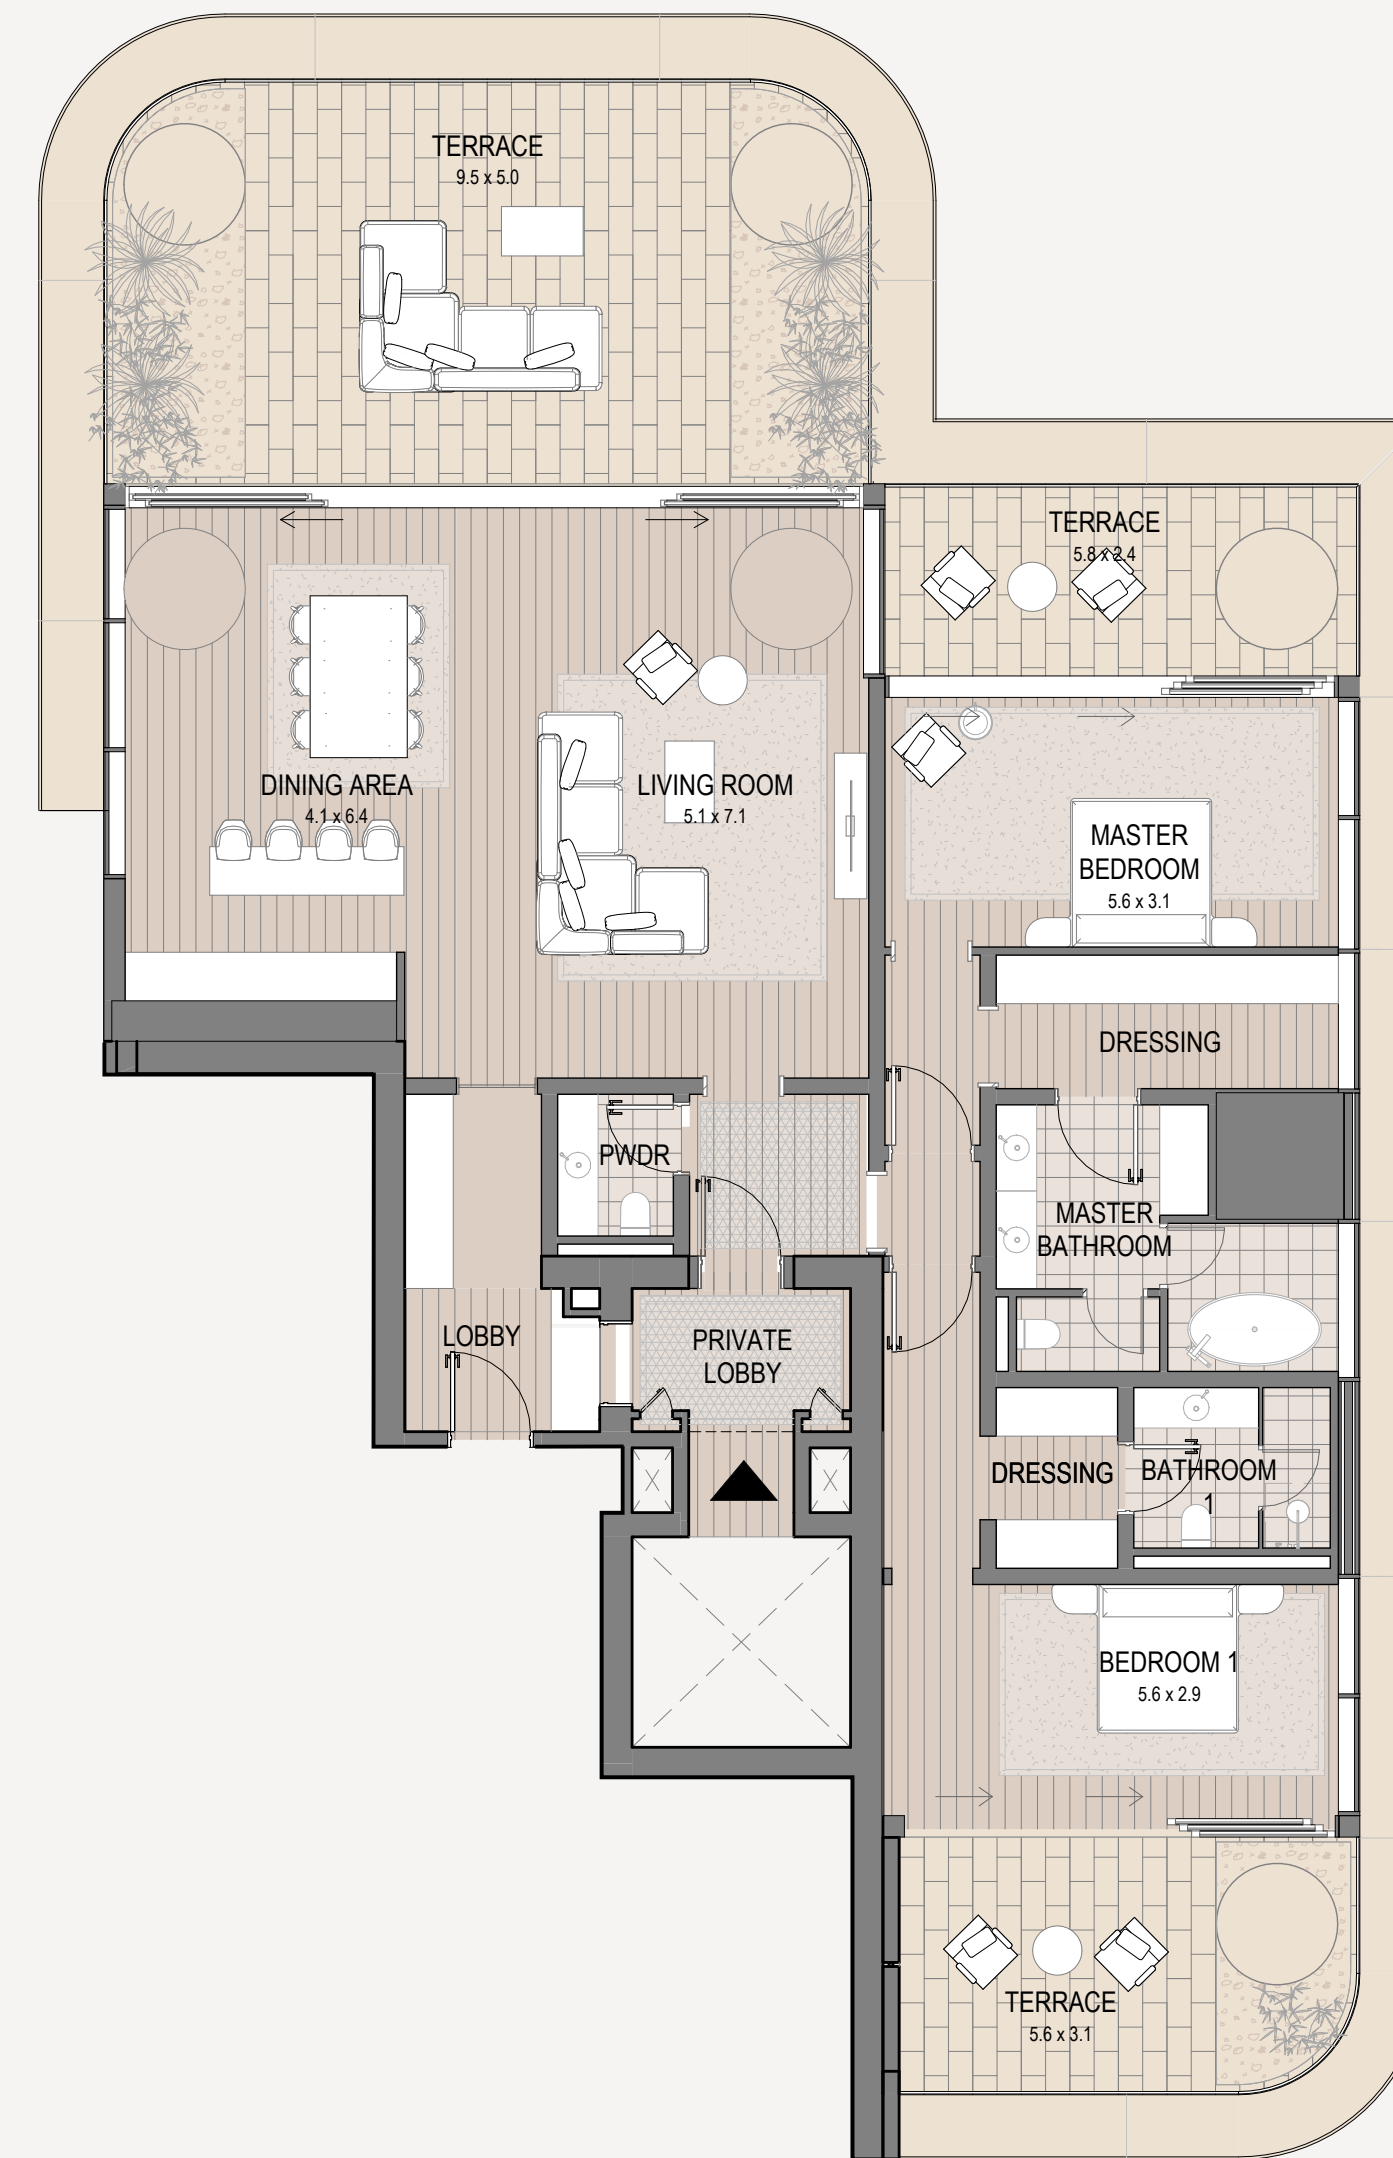 TERRACE
9.5 x 5.0
TERRACE
5.8 x 2.4
DINING AREA
4.1 x 6.4
LIVING ROOM
5.1 x 7.1
MASTER
BEDROOM
5.6 x 3.1
DRESSING
PWDR
MASTER
BATHROOM
LOBBY
PRIVATE
LOBBY
DRESSING
BATHROOM
1
BEDROOM 1
5.6 x 2.9
TERRACE
5.6 x 3.1